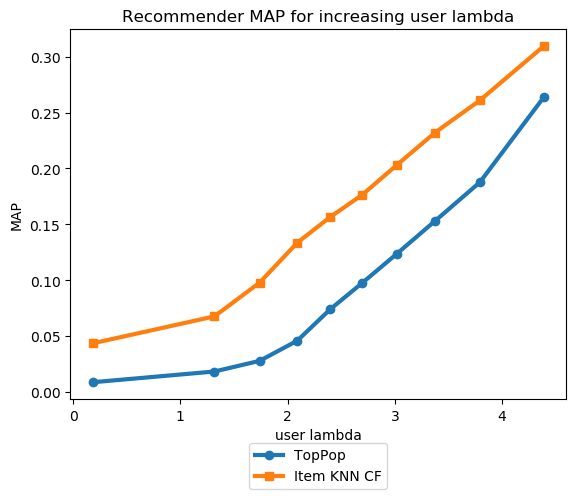 Recommender MAP for increasing user lambda
0.30
0.25
0.20
0.15
0.10
0.05
0.00
MAP
0 1 2 3 4
user lambda
TopPop
Item KNN CF